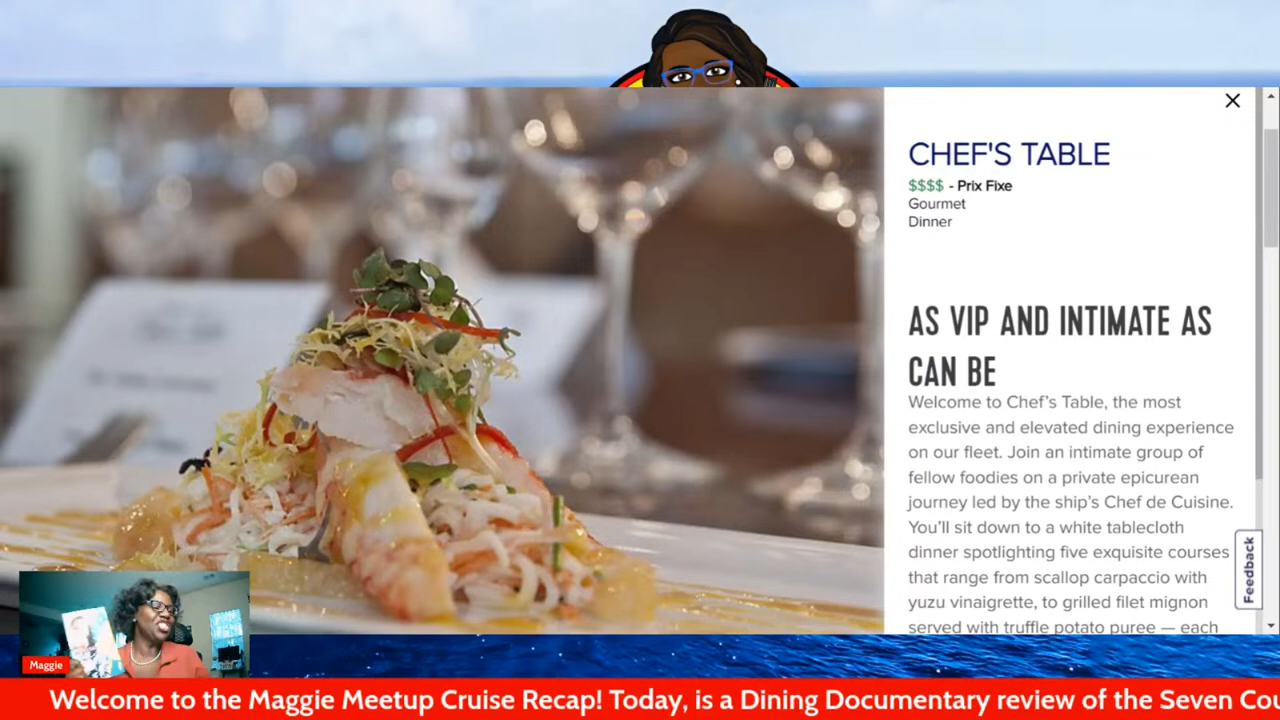 CHEF'S TABLE
$$$$ - Prix Fixe
Gourmet
Dinner
AS VIP AND INTIMATE AS
CAN BE
Welcome to Chef's Table, the most
exclusive and elevated dining experience
on our fleet. Join an intimate group of
fellow foodies on a private epicurean
journey led by the ship's Chef de Cuisine.
You'll sit down to a white tablecloth
dinner spotlighting five exquisite courses
that range from scallop carpaccio with
yuzu vinaigrette, to grilled filet mignon
served with truffle potato puree — each
Feedback
Maggie
Welcome to the Maggie Meetup Cruise Recap! Today, is a Dining Documentary review of the Seven Cou